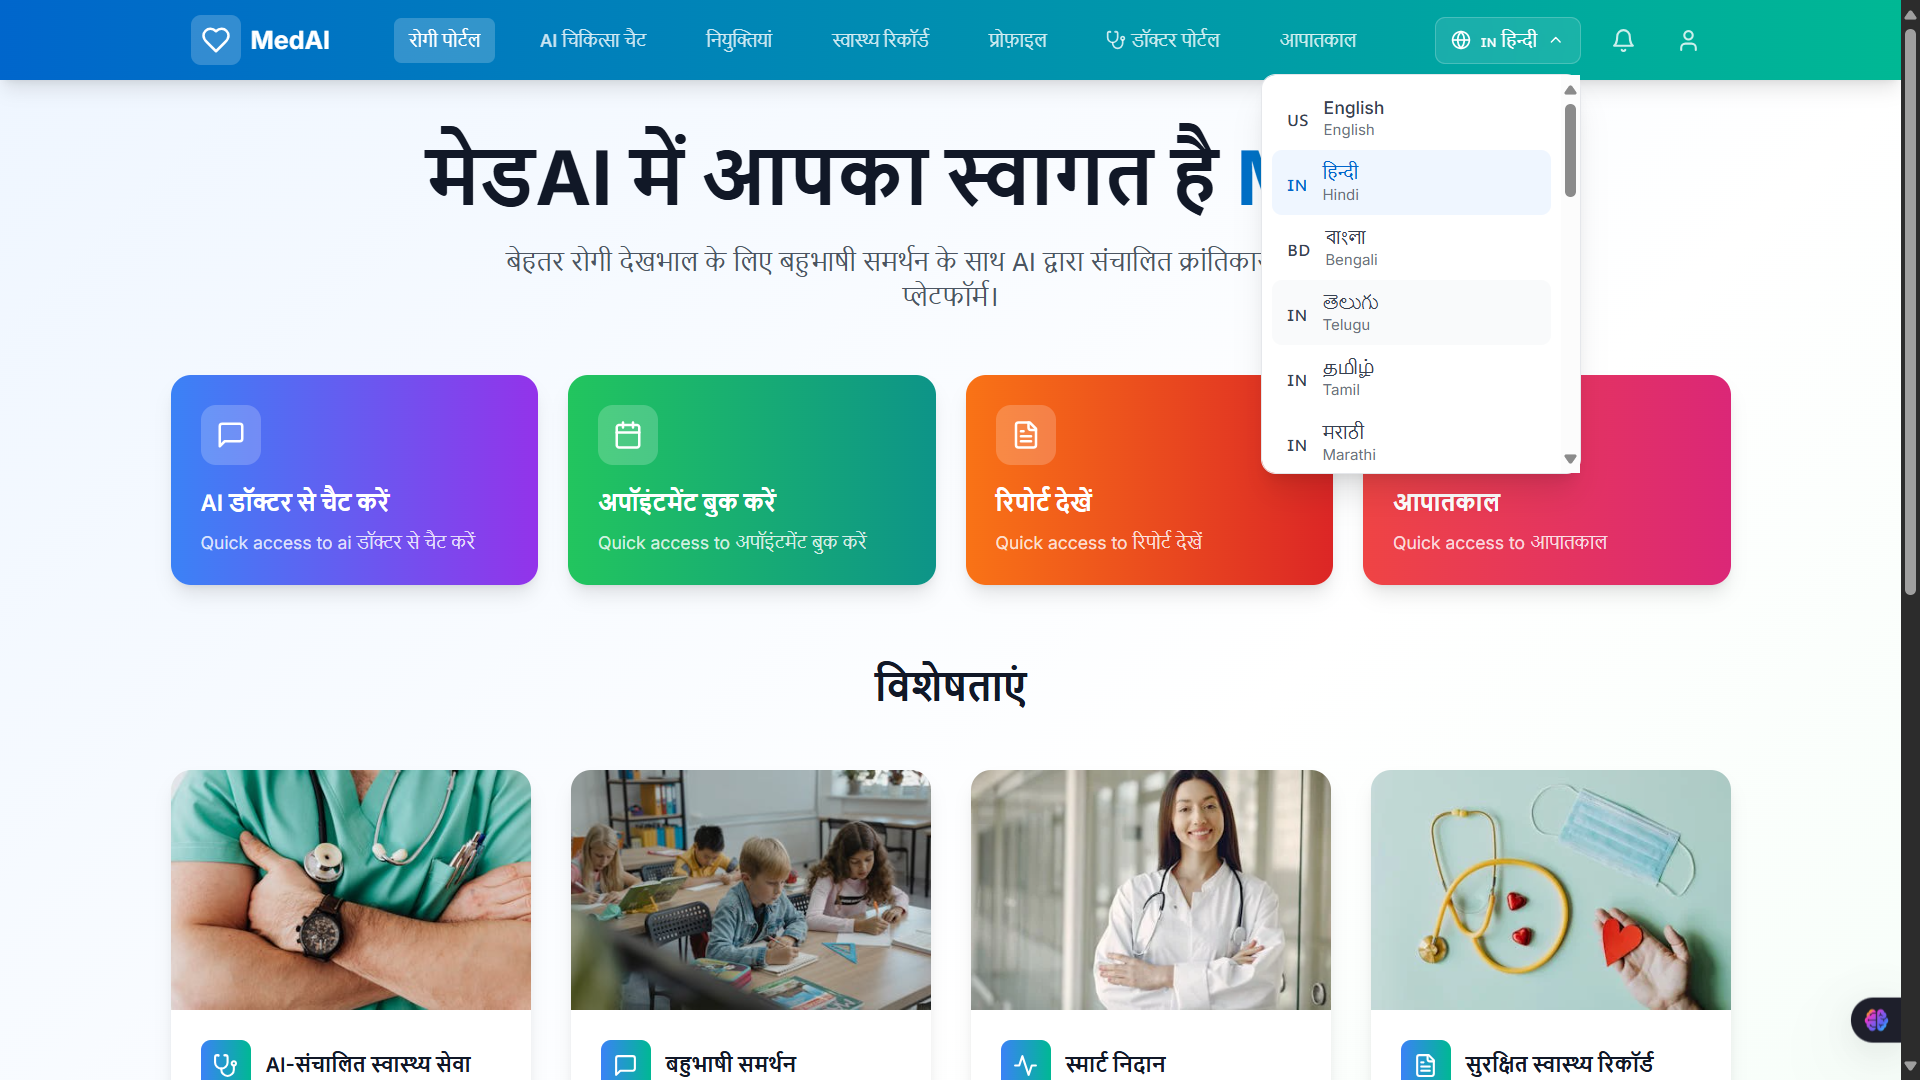 MedAI
रोगी पोर्टल
AI चिकित्सा चैट
नियुक्तियां
स्वास्थ्य रिकॉर्ड
प्रोफ़ाइल
डॉक्टर पोर्टल
आपातकाल
IN हिन्दी
US
English
English
IN
हिन्दी
Hindi
BD
বাংলা
Bengali
IN
తెలుగు
Telugu
IN
தமிழ்
Tamil
IN
मराठी
Marathi
मेडAI में आपका स्वागत है
बेहतर रोगी देखभाल के लिए बहुभाषी समर्थन के साथ AI द्वारा संचालित
प्लेटफॉर्म।
AI डॉक्टर से चैट करें
Quick access to ai डॉक्टर से चैट करें
अपॉइंटमेंट बुक करें
Quick access to अपॉइंटमेंट बुक करें
रिपोर्ट देखें
Quick access to रिपोर्ट देखें
आपातकाल
Quick access to आपातकाल
विशेषताएं
AI-संचालित स्वास्थ्य सेवा
बहुभाषी समर्थन
स्मार्ट निदान
सुरक्षित स्वास्थ्य रिकॉर्ड